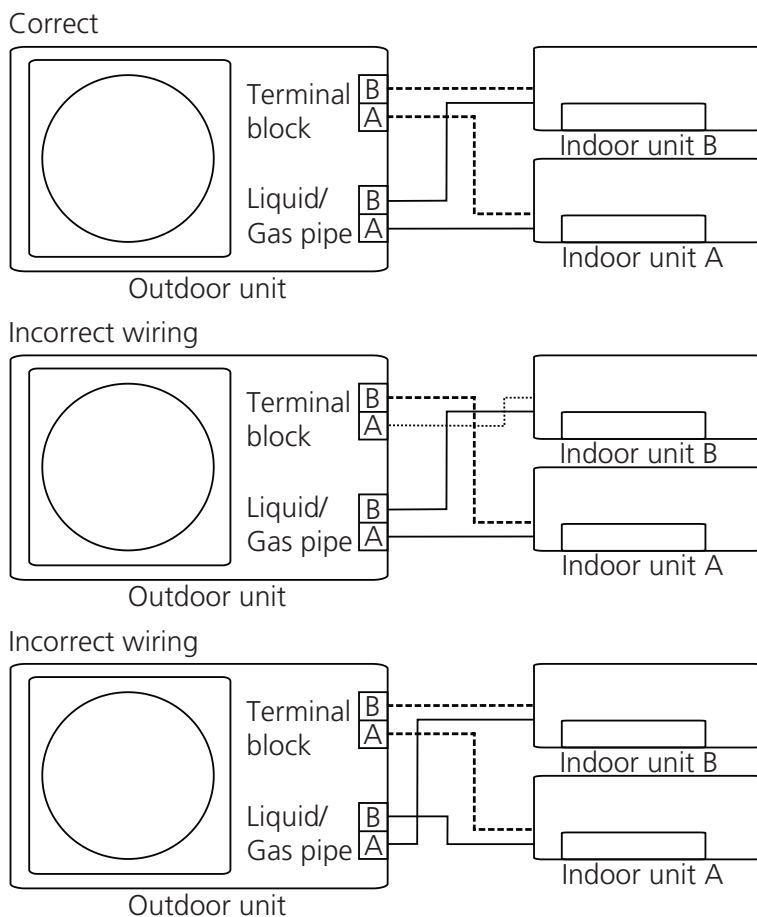 Correct
Terminal block
B
A
Liquid/
Gas pipe
B
A
Outdoor unit
Indoor unit B
Indoor unit A
Incorrect wiring
Terminal block
B
A
Liquid/
Gas pipe
B
A
Outdoor unit
Indoor unit B
Indoor unit A
Incorrect wiring
Terminal block
B
A
Liquid/
Gas pipe
B
A
Outdoor unit
Indoor unit B
Indoor unit A